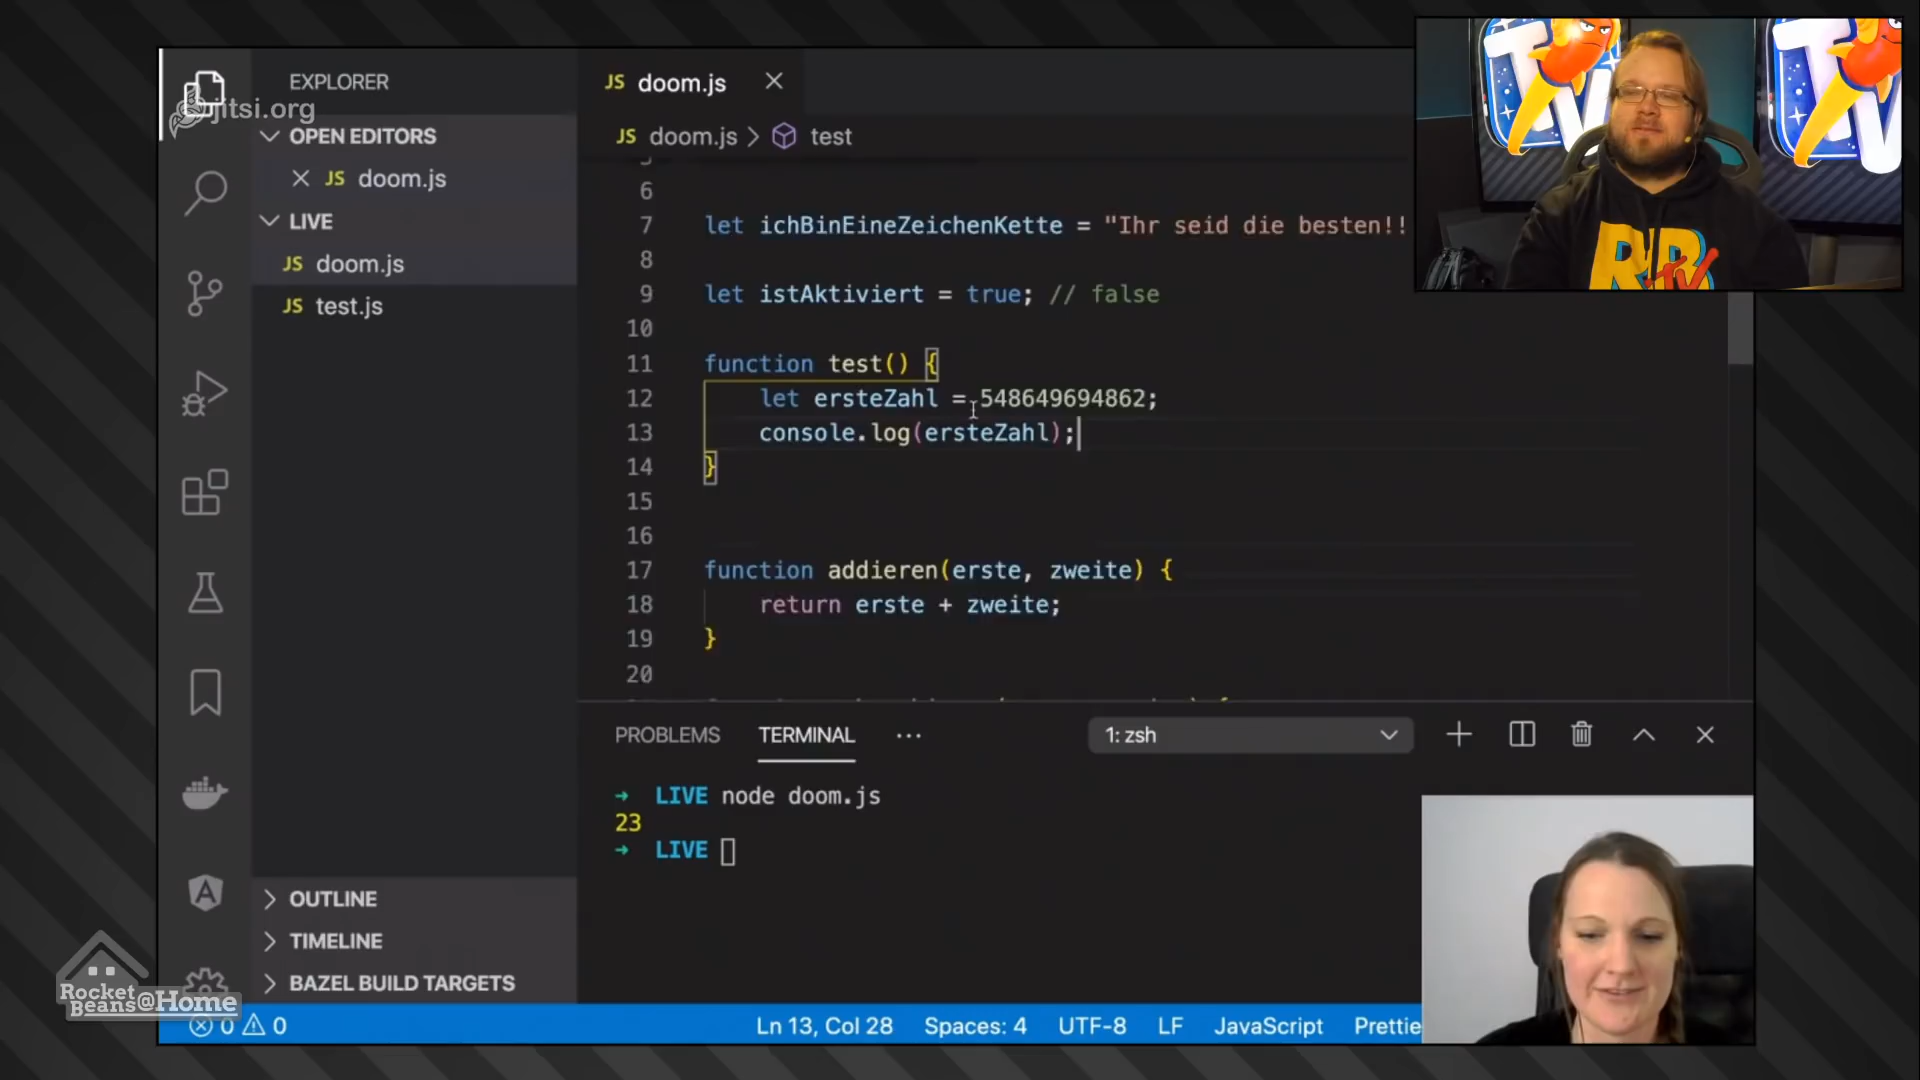 jitsi.org
EXPLORER
OPEN EDITORS
JS doom.js
LIVE
JS doom.js
JS test.js
OUTLINE
TIMELINE
BAZEL BUILD TARGETS
JS doom.js
JS doom.js > test
6
7 let ichBinEineZeichenKette = "Ihr seid die besten!!
8
9 let istAktiviert = true; // false
10
11 function test() {
12 let ersteZahl = 548649694862;
13 console.log(ersteZahl);
14 }
15
16
17 function addieren(erste, zweite) {
18 return erste + zweite;
19 }
20
PROBLEMS TERMINAL ··· 1: zsh
→ LIVE node doom.js
23
→ LIVE
0 0 Ln 13, Col 28 Spaces: 4 UTF-8 LF JavaScript Prettie
Rocket
Beans@Home
TV
TV
RBTV